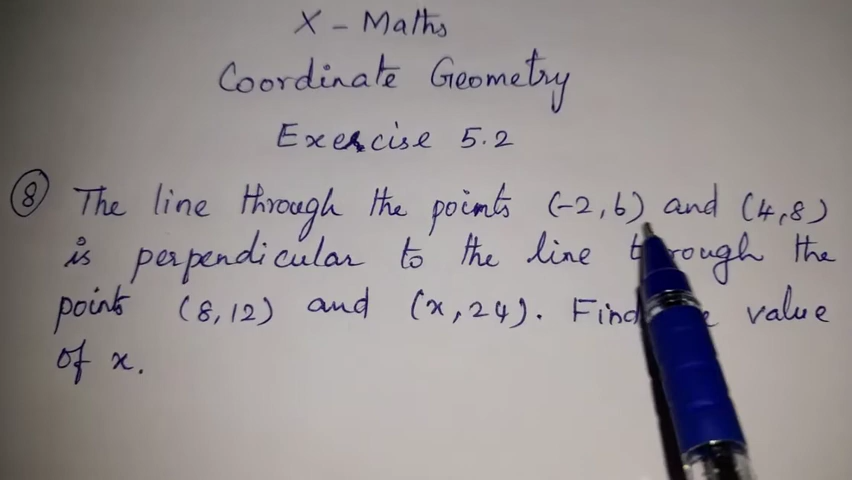 X - Maths
Coordinate Geometry
Exercise 5.2
8 The line through the points (-2, 6) and (4, 8)
is perpendicular to the line through the
points (8, 12) and (x, 24). Find value
of x.